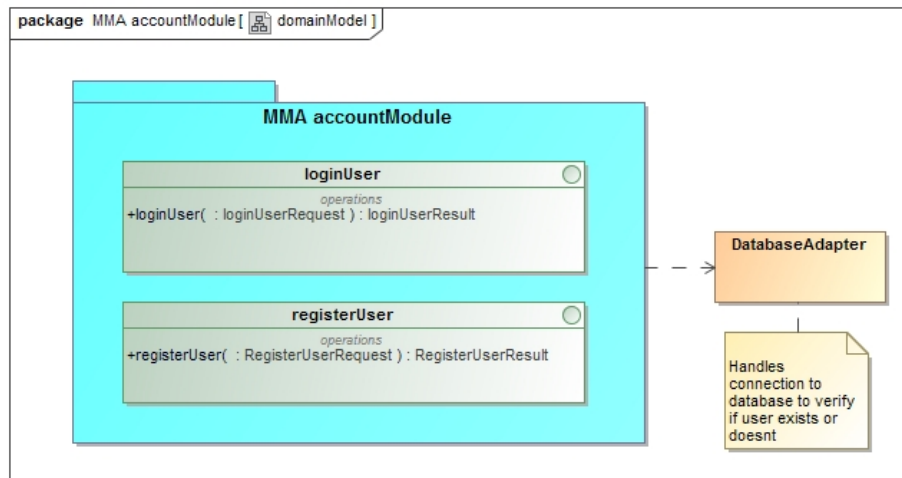 package MMA accountModule [ domainModel ]
MMA accountModule
loginUser
operations
+loginUser( : loginUserRequest ) : loginUserResult
registerUser
operations
+registerUser( : RegisterUserRequest ) : RegisterUserResult
DatabaseAdapter
Handles
connection to
database to verify
if user exists or
doesnt